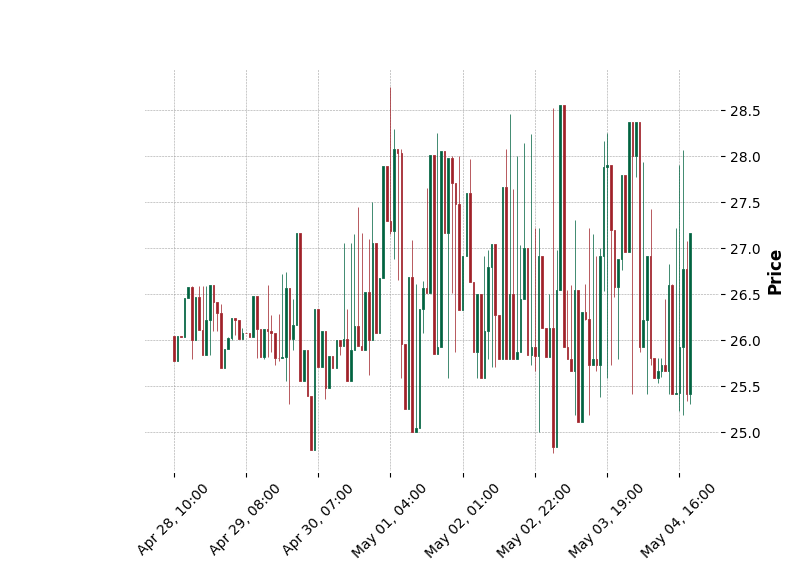 28.5
28.0
27.5
27.0
26.5
26.0
25.5
25.0
Price
Apr 28, 10:00
Apr 29, 08:00
Apr 30, 07:00
May 01, 04:00
May 02, 01:00
May 02, 22:00
May 03, 19:00
May 04, 16:00